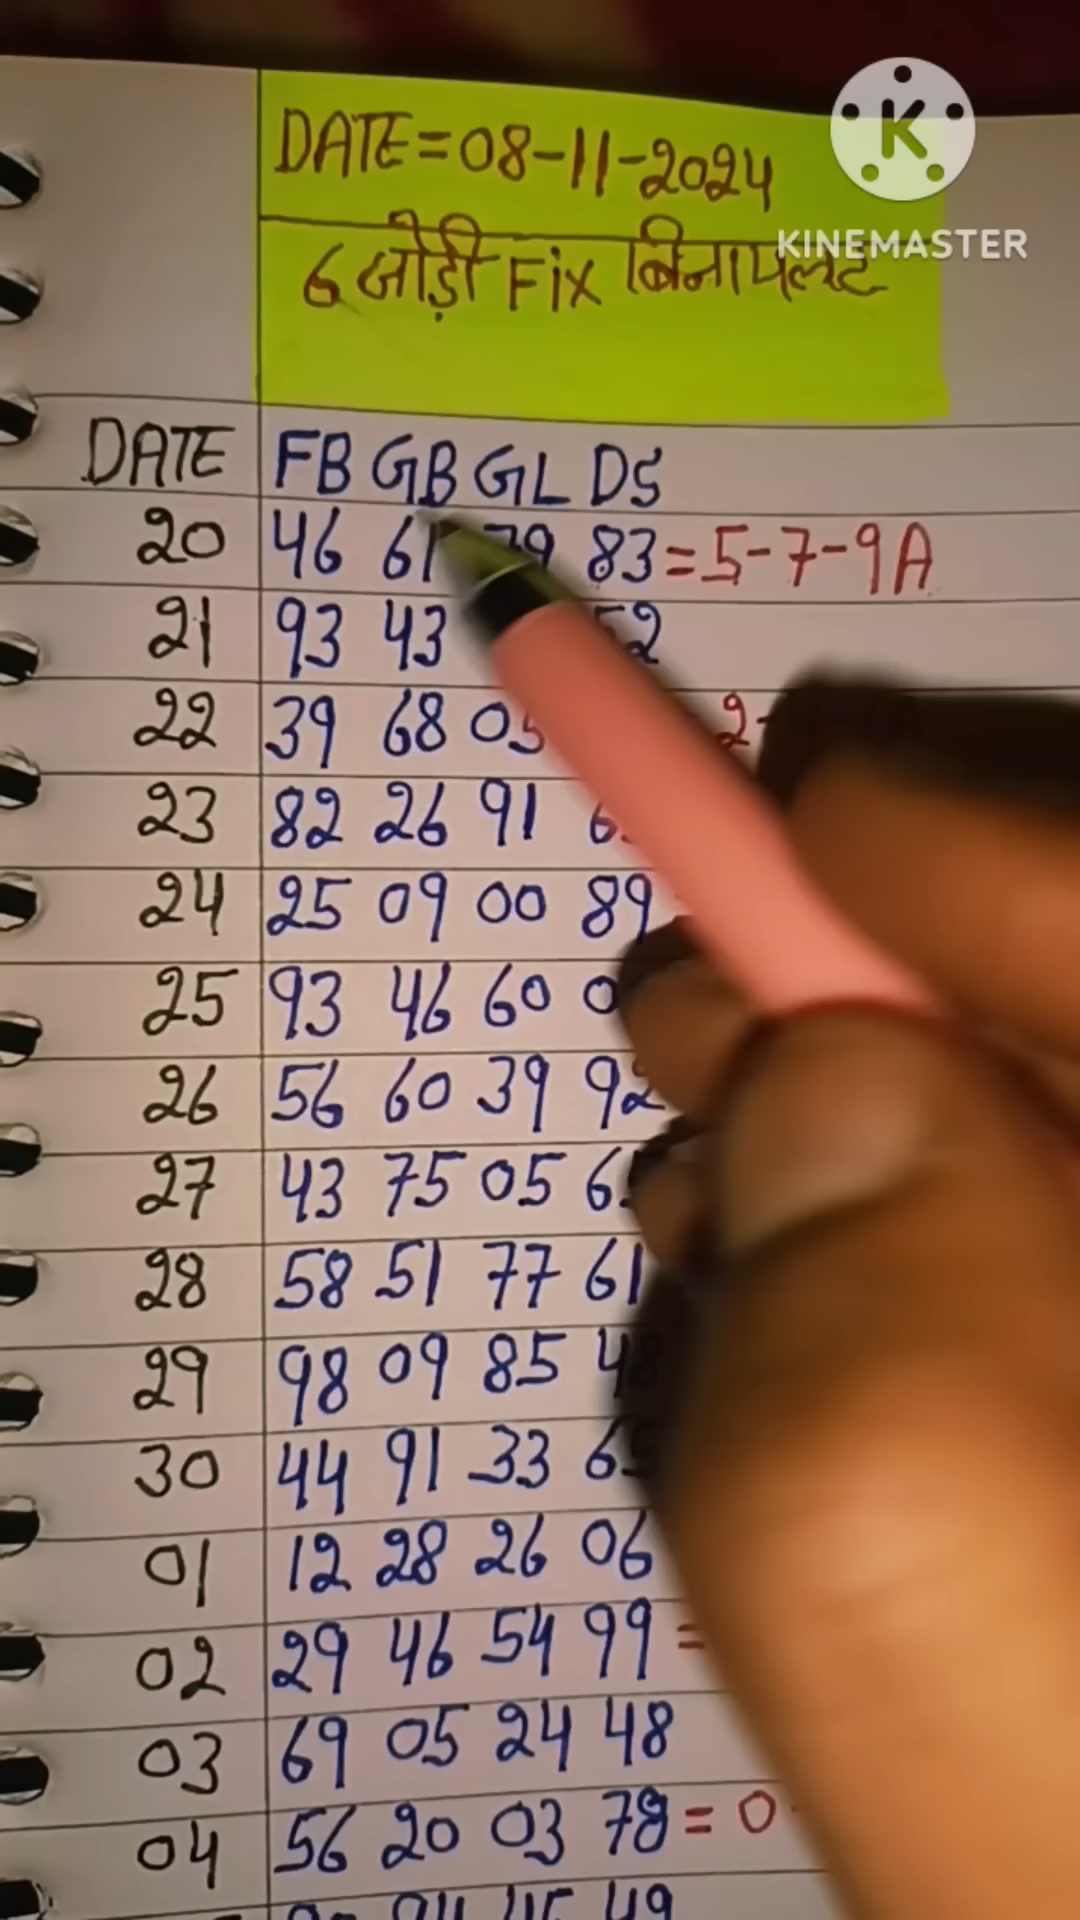 K
KINEMASTER
DATE=08-11-2024
6 जोड़ी Fix बिनापलट
DATE FB GB GL DS
20 46 61 83=5-7-9A
21 93 43
22 39 68
23 82 26 91
24 25 09 00 89
25 93 46 60
26 56 60 39 92
27 43 75 05
28 58 51 77 61
29 98 09 85 48
30 44 91 33 65
01 12 28 26 06
02 29 46 54 99 =
03 69 05 24 48
04 56 20 03 78 = 0